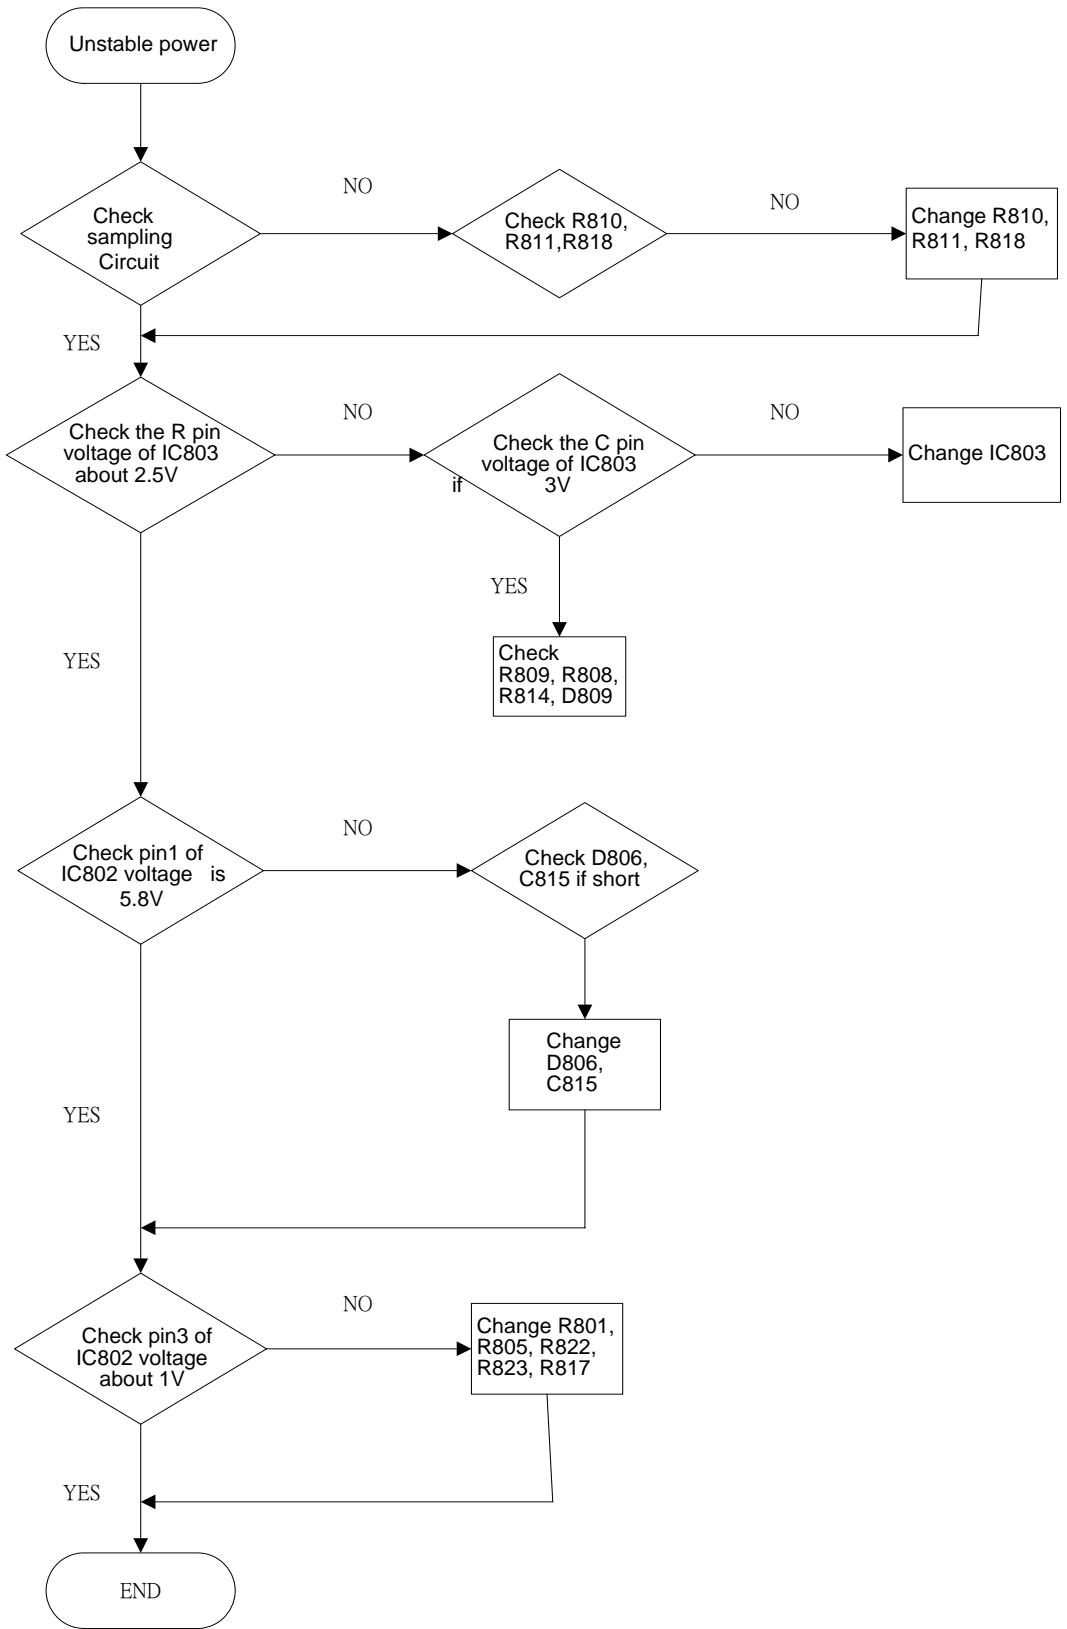 Unstable power
Check
sampling
Circuit
NO
Check R810,
R811,R818
NO
Change R810,
R811, R818
YES
Check the R pin
voltage of IC803
about 2.5V
NO
Check the C pin
voltage of IC803
if 3V
NO
Change IC803
YES
Check
R809, R808,
R814, D809
YES
Check pin1 of
IC802 voltage is
5.8V
NO
Check D806,
C815 if short
Change
D806,
C815
YES
Check pin3 of
IC802 voltage
about 1V
NO
Change R801,
R805, R822,
R823, R817
YES
END